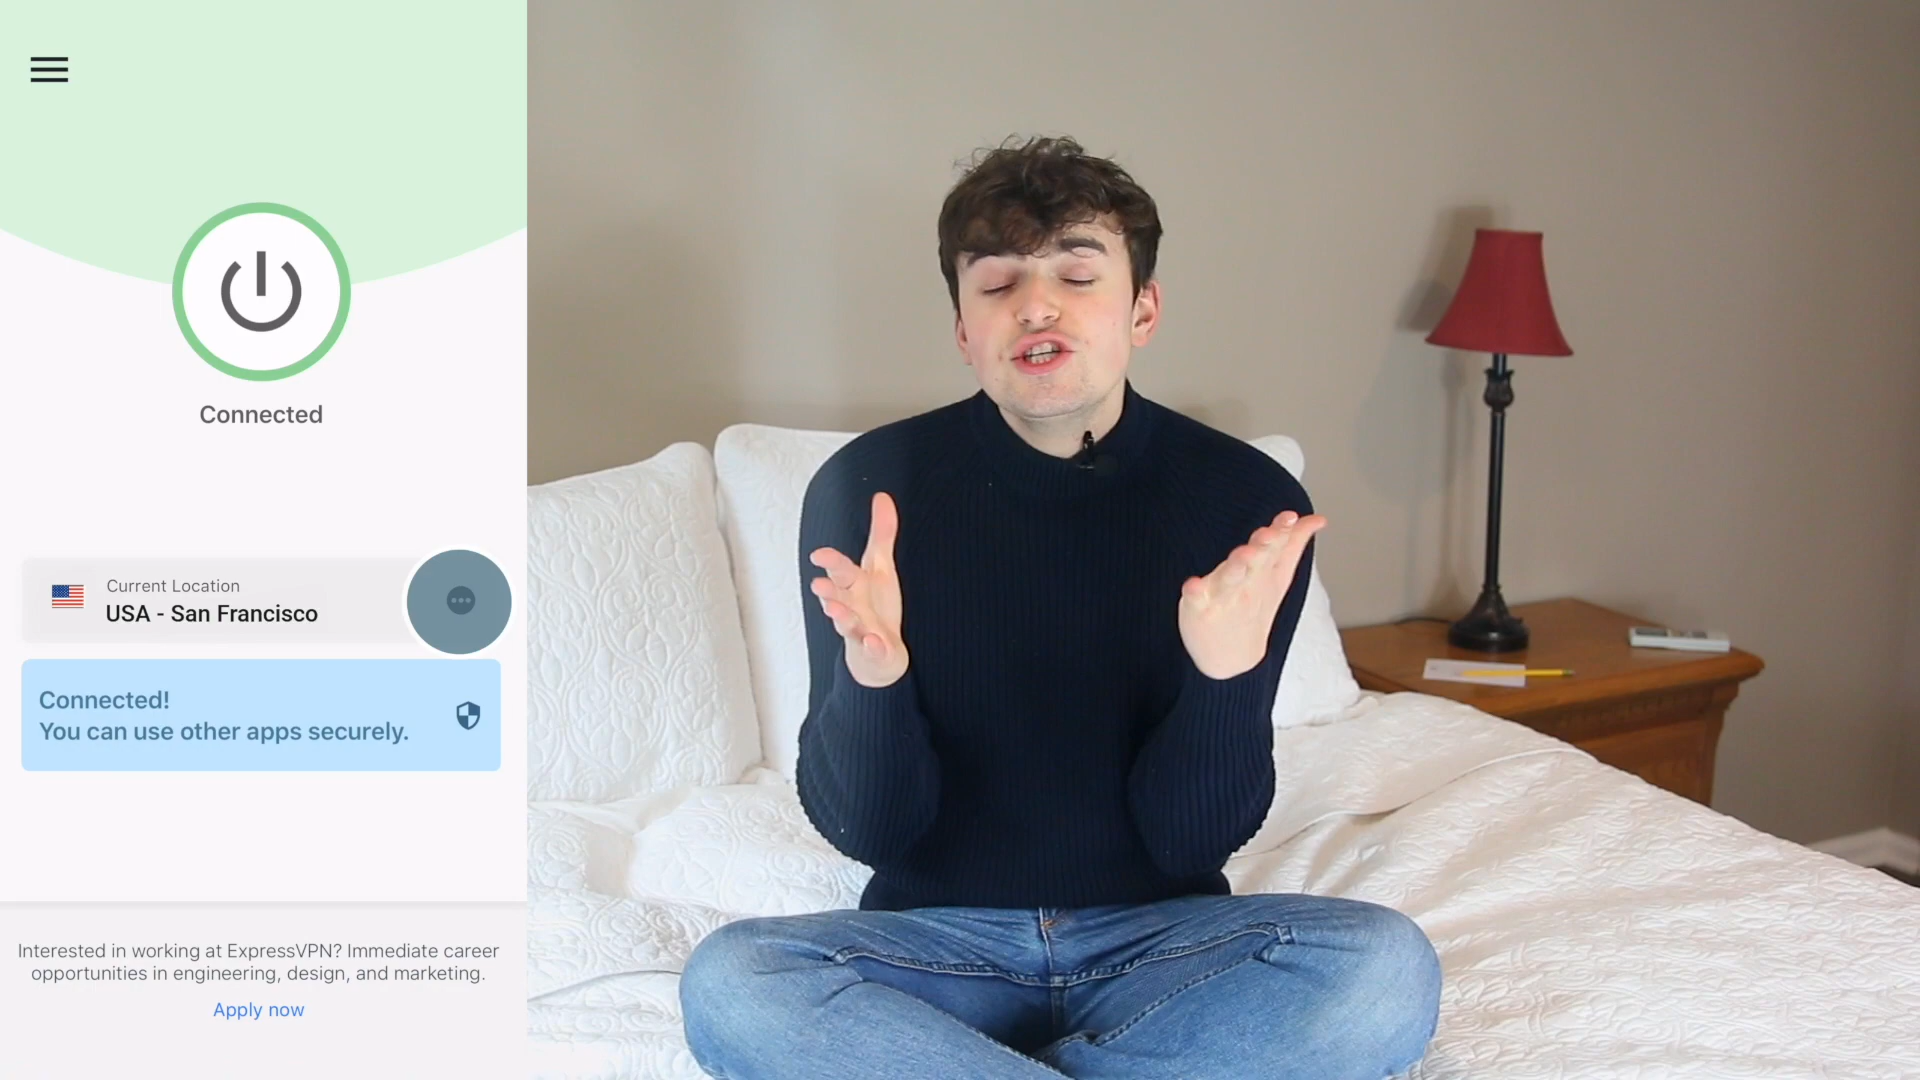 Connected
Current Location
USA - San Francisco
Connected!
You can use other apps securely.
Interested in working at ExpressVPN? Immediate career
opportunities in engineering, design, and marketing.
Apply now